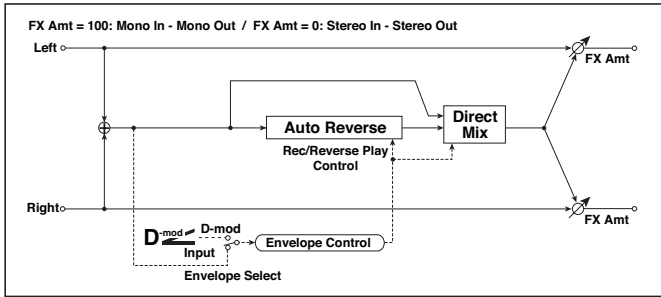 FX Amt = 100: Mono In - Mono Out / FX Amt = 0: Stereo In - Stereo Out
Left
FX Amt
Auto Reverse
Direct
Mix
Rec/Reverse Play
Control
Right
FX Amt
D-mod
D-mod
Input
Envelope Control
Envelope Select